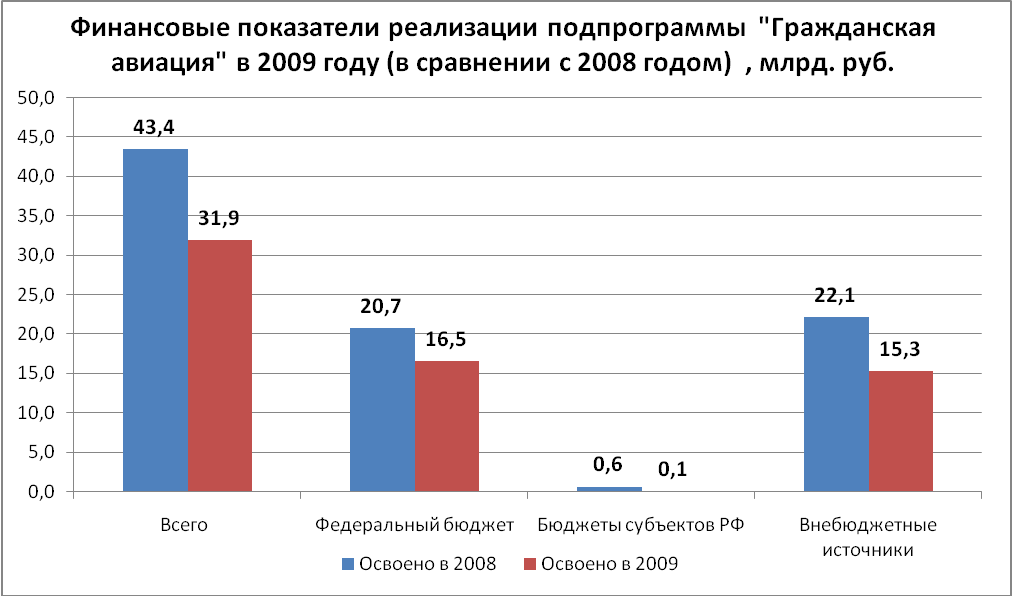 Финансовые показатели реализации подпрограммы "Гражданская
авиация" в 2009 году (в сравнении с 2008 годом) , млрд. руб.
50,0
45,0
40,0
35,0
30,0
25,0
20,0
15,0
10,0
5,0
0,0
43,4
31,9
20,7
16,5
0,6
0,1
22,1
15,3
Всего
Федеральный бюджет
Бюджеты субъектов РФ
Внебюджетные
источники
Освоено в 2008
Освоено в 2009